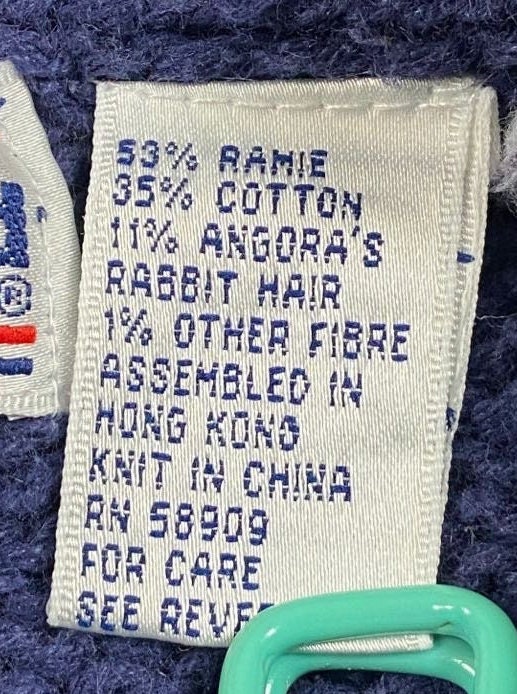 53% RAMIE
35% COTTON
11% ANGORA'S
RABBIT HAIR
1% OTHER FIBRE
ASSEMBLED IN
HONG KONG
KNIT IN CHINA
RN 58909
FOR CARE
SEE REVE
®